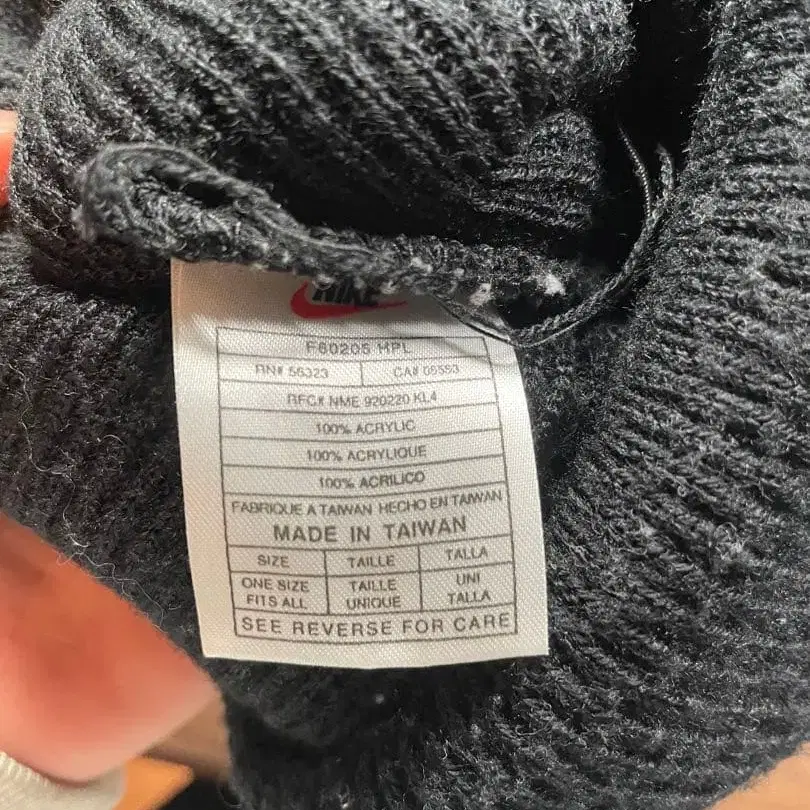 NIKE
F60205 HPL
RN# 56323 CA# 05553
RFC# NME 920220 KL4
100% ACRYLIC
100% ACRYLIQUE
100% ACRILICO
FABRIQUE A TAIWAN HECHO EN TAIWAN
MADE IN TAIWAN
SIZE TAILLE TALLA
ONE SIZE FITS ALL TAILLE UNIQUE UNI TALLA
SEE REVERSE FOR CARE